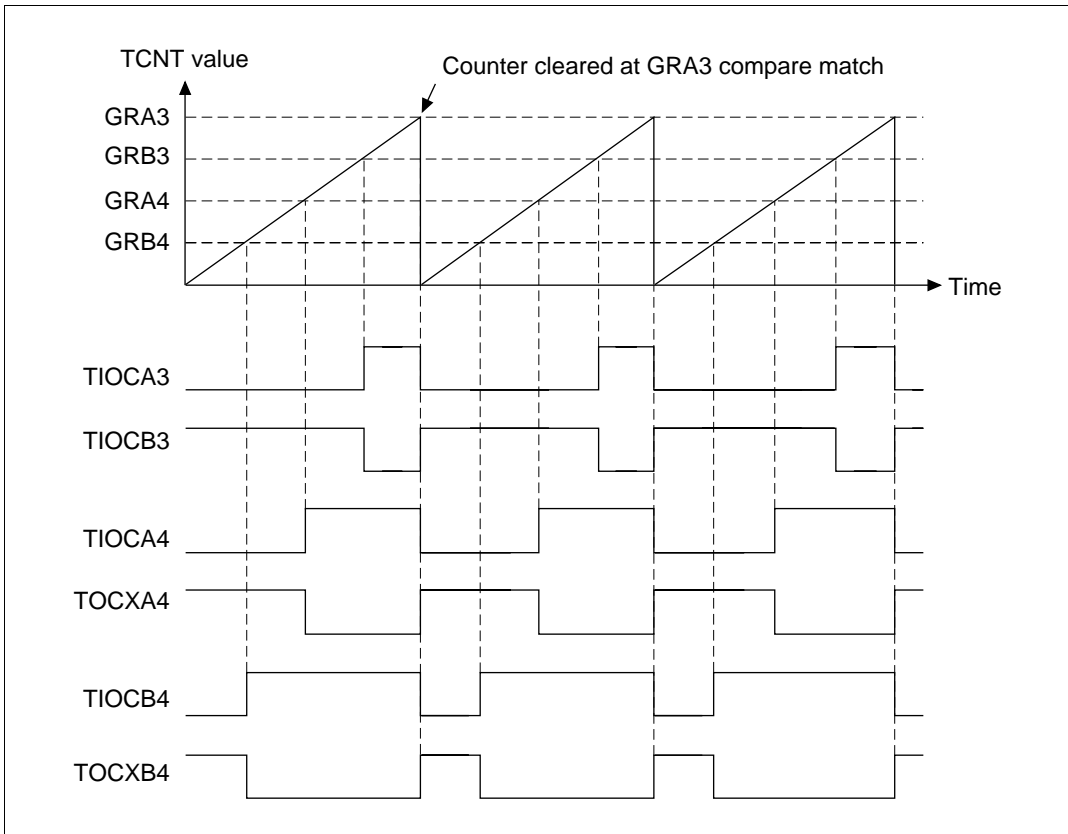 TCNT value
Counter cleared at GRA3 compare match
GRA3
GRB3
GRA4
GRB4
Time
TIOCA3
TIOCB3
TIOCA4
TOCXA4
TIOCB4
TOCXB4